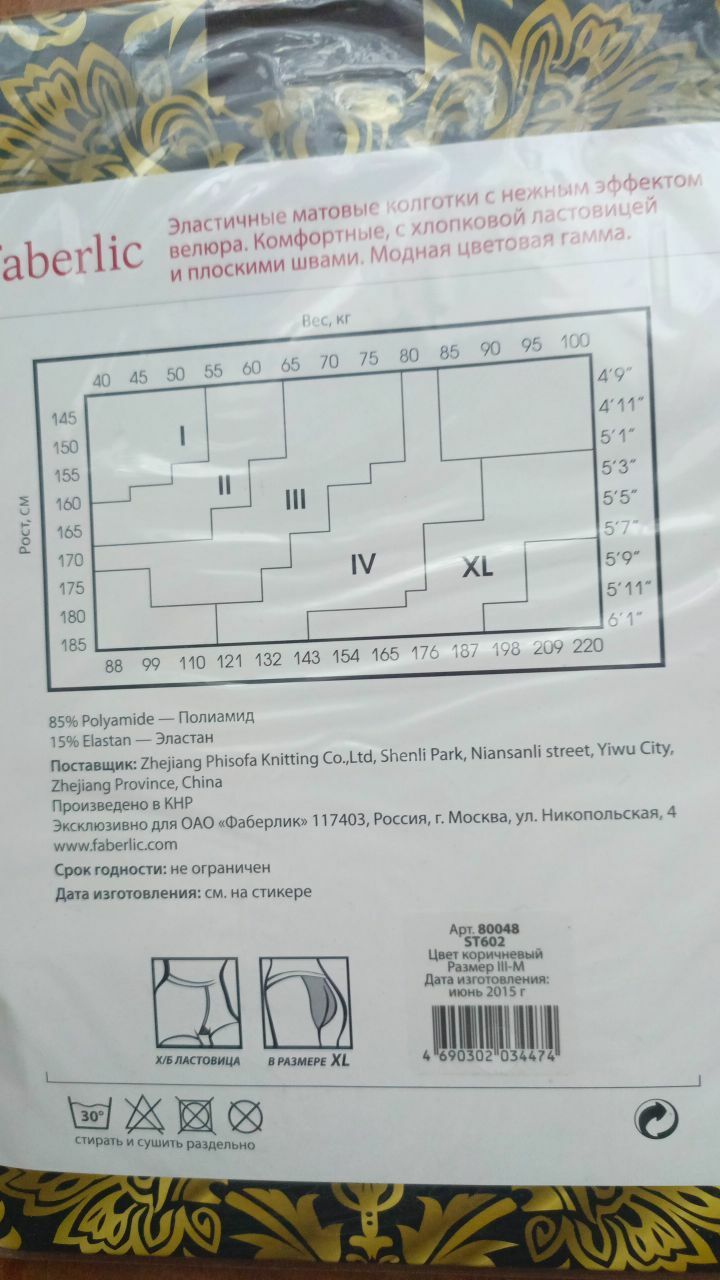 faberlic
Эластичные матовые колготки с нежным эффектом
велюра. Комфортные, с хлопковой ластовицей
и плоскими швами. Модная цветовая гамма.
Вес, кг
40 45 50 55 60 65 70 75 80 85 90 95 100
Рост, см
145 4'9"
150 4'11"
155 5'1"
160 5'3"
165 5'5"
170 5'7"
175 5'9"
180 5'11"
185 6'1"
I
II
III
IV
XL
88 99 110 121 132 143 154 165 176 187 198 209 220
85% Polyamide — Полиамид
15% Elastan — Эластан
Поставщик: Zhejiang Phisofa Knitting Co.,Ltd, Shenli Park, Niansanli street, Yiwu City,
Zhejiang Province, China
Произведено в КНР
Эксклюзивно для ОАО «Фаберлик» 117403, Россия, г. Москва, ул. Никопольская, 4
www.faberlic.com
Срок годности: не ограничен
Дата изготовления: см. на стикере
Арт. 80048
ST602
Цвет коричневый
Размер III-M
Дата изготовления:
июнь 2015 г
4 690302 034474
Х/Б ЛАСТОВИЦА
В РАЗМЕРЕ XL
30°
стирать и сушить раздельно